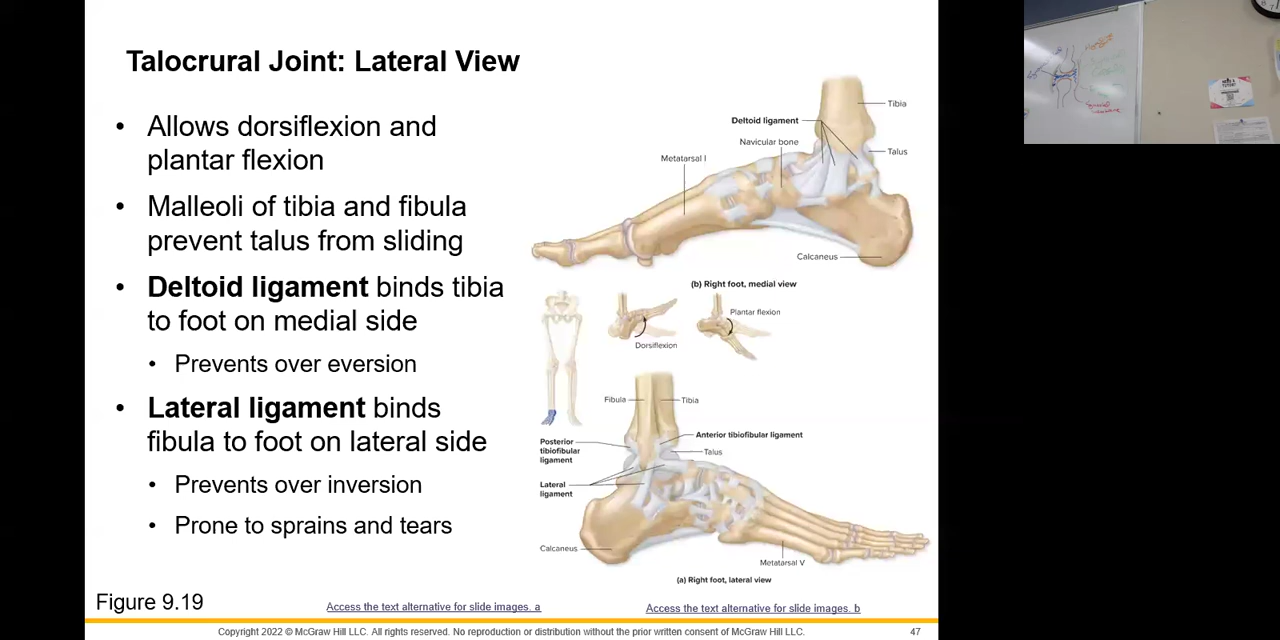 Talocrural Joint: Lateral View
• Allows dorsiflexion and
plantar flexion
• Malleoli of tibia and fibula
prevent talus from sliding
• Deltoid ligament binds tibia
to foot on medial side
• Prevents over eversion
• Lateral ligament binds
fibula to foot on lateral side
• Prevents over inversion
• Prone to sprains and tears
Figure 9.19
Tibia
Deltoid ligament
Navicular bone
Talus
Metatarsal I
Calcaneus
(b) Right foot, medial view
Plantar flexion
Dorsiflexion
Fibula
Tibia
Anterior tibiofibular ligament
Posterior
tibiofibular
ligament
Talus
Lateral
ligament
Calcaneus
Metatarsal V
(a) Right foot, lateral view
Access the text alternative for slide images. a
Access the text alternative for slide images. b
Copyright 2022 © McGraw Hill LLC. All rights reserved. No reproduction or distribution without the prior written consent of McGraw Hill LLC.
47